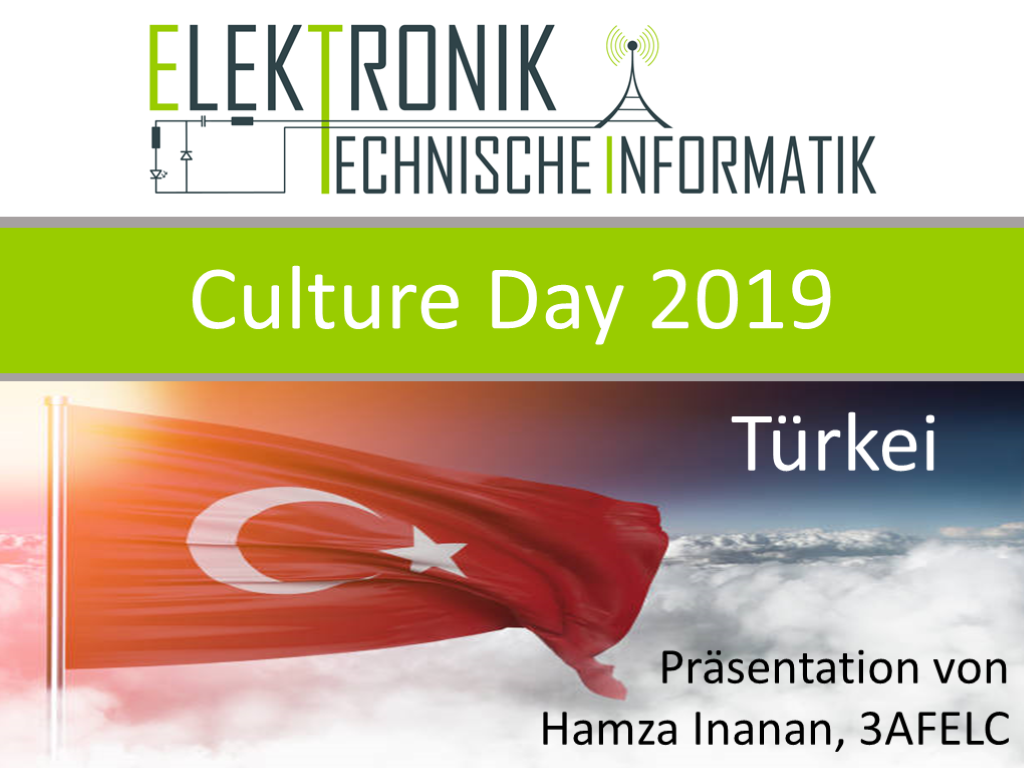 ELEKTRONIK
TECHNISCHE INFORMATIK
Culture Day 2019
Türkei
Präsentation von
Hamza Inanan, 3AFELC